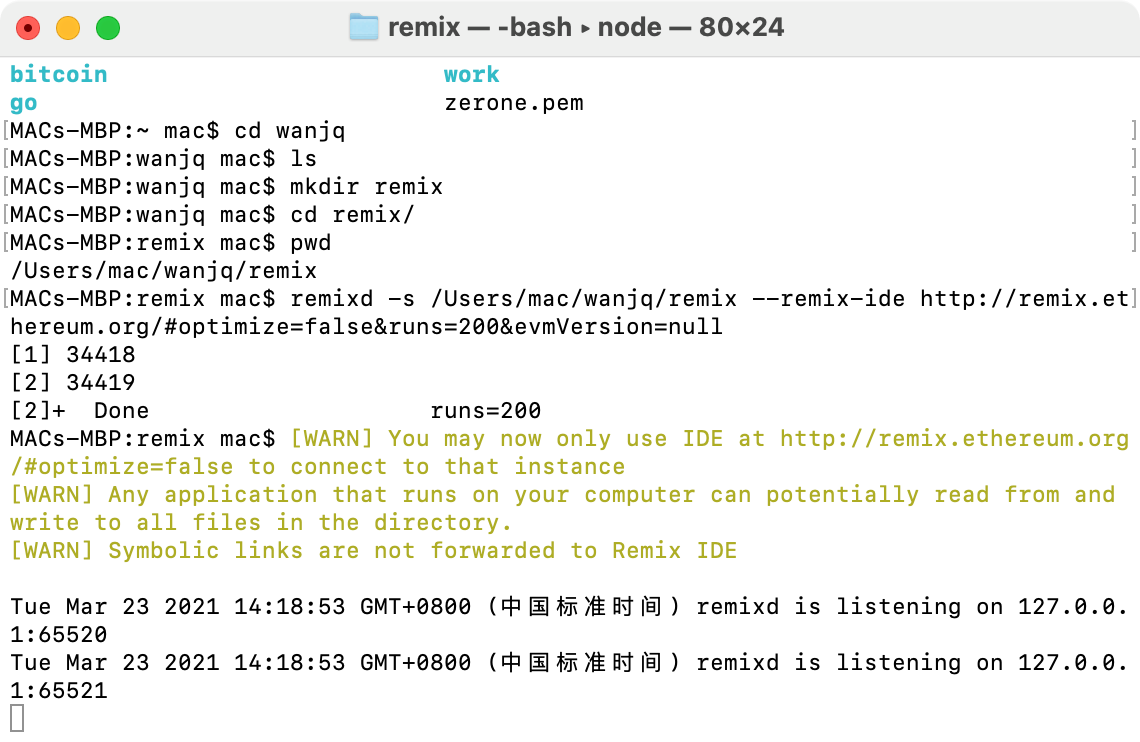 remix — -bash ▸ node — 80×24
bitcoin work
go zerone.pem
[MACs-MBP:~ mac$ cd wanjq ]
[MACs-MBP:wanjq mac$ ls ]
[MACs-MBP:wanjq mac$ mkdir remix ]
[MACs-MBP:wanjq mac$ cd remix/ ]
[MACs-MBP:remix mac$ pwd ]
/Users/mac/wanjq/remix
[MACs-MBP:remix mac$ remixd -s /Users/mac/wanjq/remix --remix-ide http://remix.et]
hereum.org/#optimize=false&runs=200&evmVersion=null
[1] 34418
[2] 34419
[2]+  Done runs=200
MACs-MBP:remix mac$ [WARN] You may now only use IDE at http://remix.ethereum.org
/#optimize=false to connect to that instance
[WARN] Any application that runs on your computer can potentially read from and
write to all files in the directory.
[WARN] Symbolic links are not forwarded to Remix IDE
Tue Mar 23 2021 14:18:53 GMT+0800 (中国标准时间) remixd is listening on 127.0.0.
1:65520
Tue Mar 23 2021 14:18:53 GMT+0800 (中国标准时间) remixd is listening on 127.0.0.
1:65521